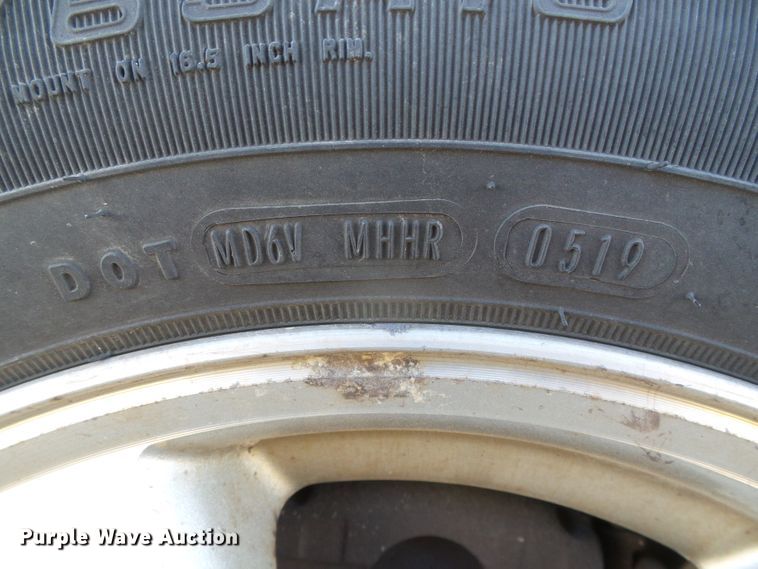 MOUNT ON 16.5 INCH RIM.
DOT MD6V MHHR 0519
Purple Wave Auction